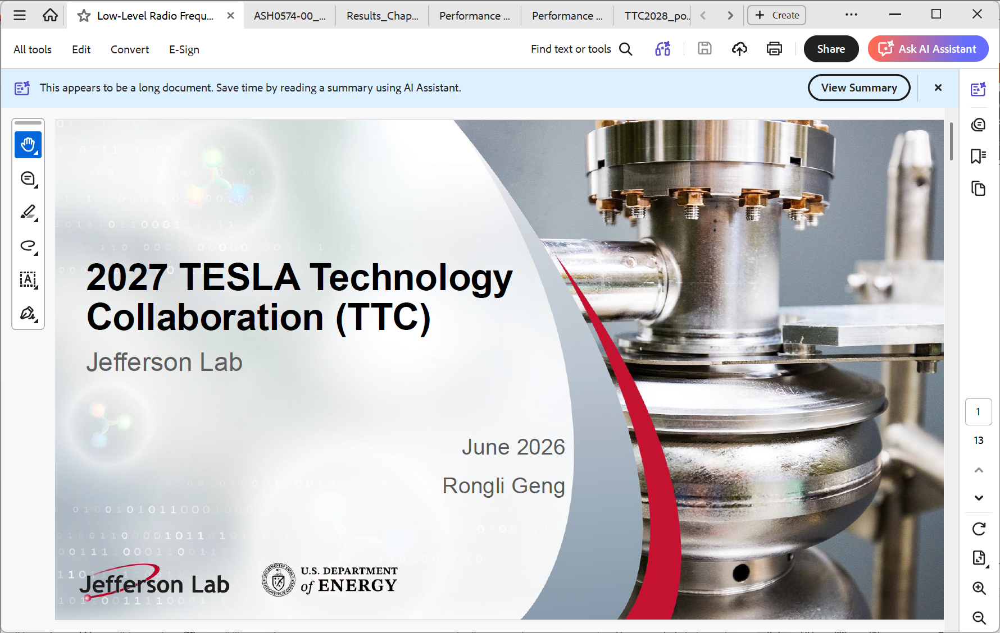 Low-Level Radio Frequ...
ASH0574-00_...
Results_Chap...
Performance ...
Performance ...
TTC2028_po..
Create
All tools
Edit
Convert
E-Sign
Find text or tools
Share
Ask AI Assistant
This appears to be a long document. Save time by reading a summary using AI Assistant.
View Summary
2027 TESLA Technology
Collaboration (TTC)
Jefferson Lab
June 2026
Rongli Geng
Jefferson Lab
U.S. DEPARTMENT
of ENERGY
1
13